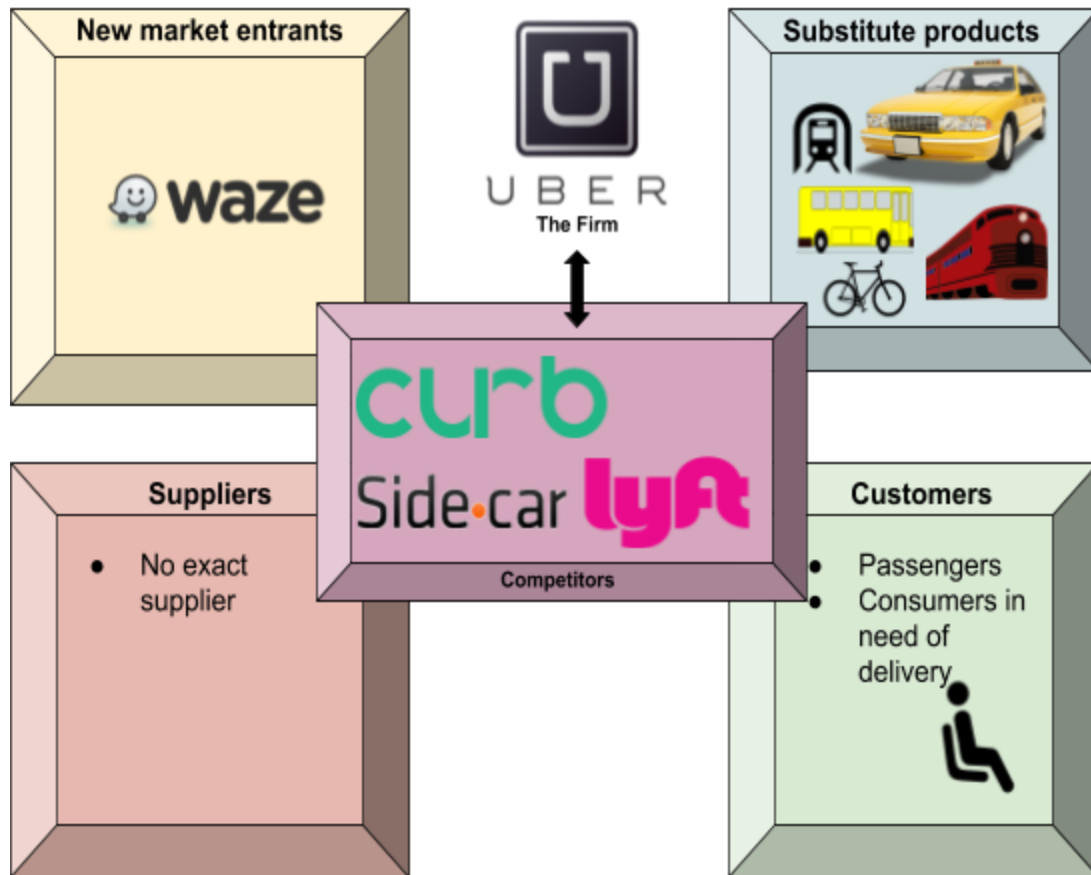 New market entrants
waze
UBER
The Firm
Substitute products
curb
Side.car lyft
Competitors
Suppliers
● No exact
supplier
Customers
● Passengers
● Consumers in
need of
delivery